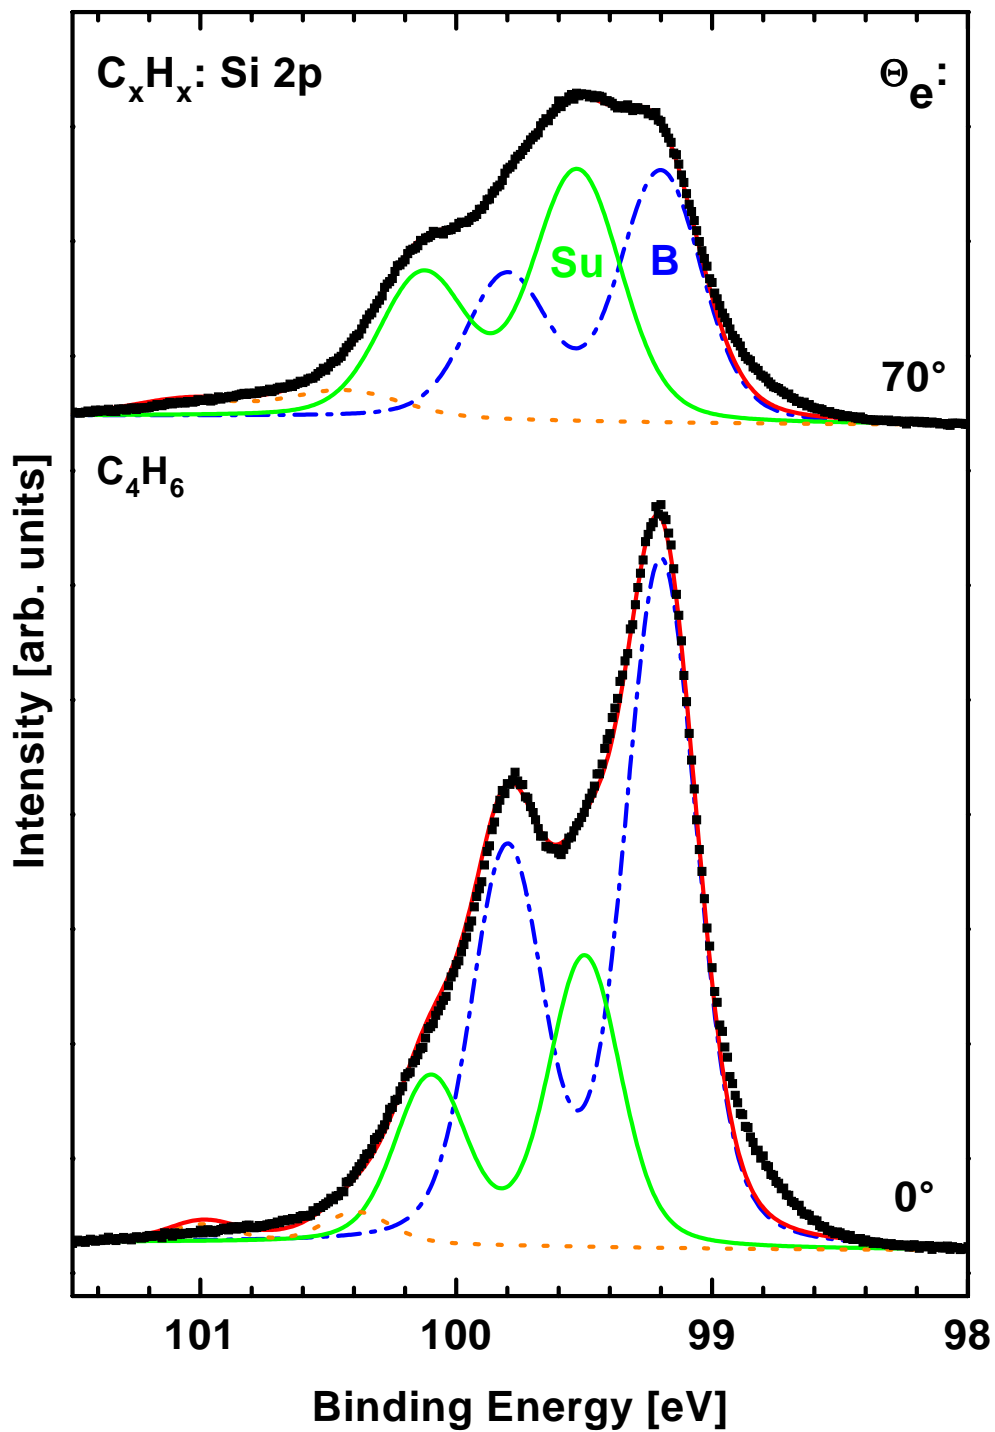 CxHx: Si 2p
Θe:
Su
B
70°
C4H6
0°
Intensity [arb. units]
101 100 99 98
Binding Energy [eV]